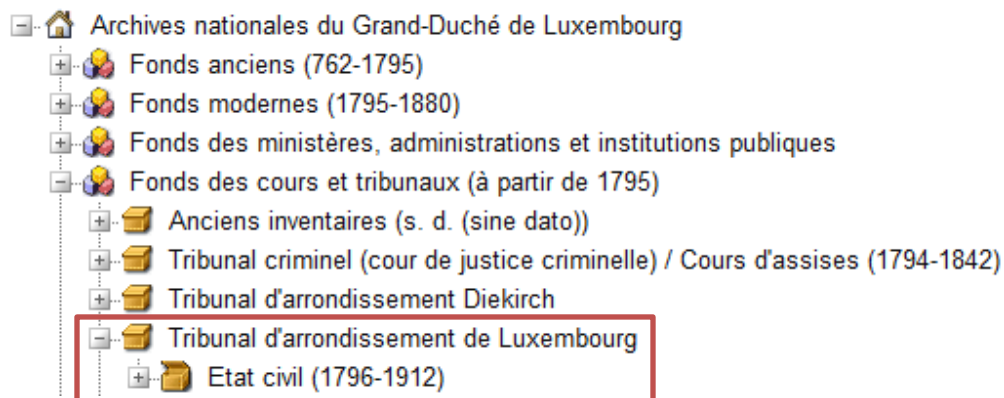 Archives nationales du Grand-Duché de Luxembourg
Fonds anciens (762-1795)
Fonds modernes (1795-1880)
Fonds des ministères, administrations et institutions publiques
Fonds des cours et tribunaux (à partir de 1795)
Anciens inventaires (s. d. (sine dato))
Tribunal criminel (cour de justice criminelle) / Cours d'assises (1794-1842)
Tribunal d'arrondissement Diekirch
Tribunal d'arrondissement de Luxembourg
Etat civil (1796-1912)